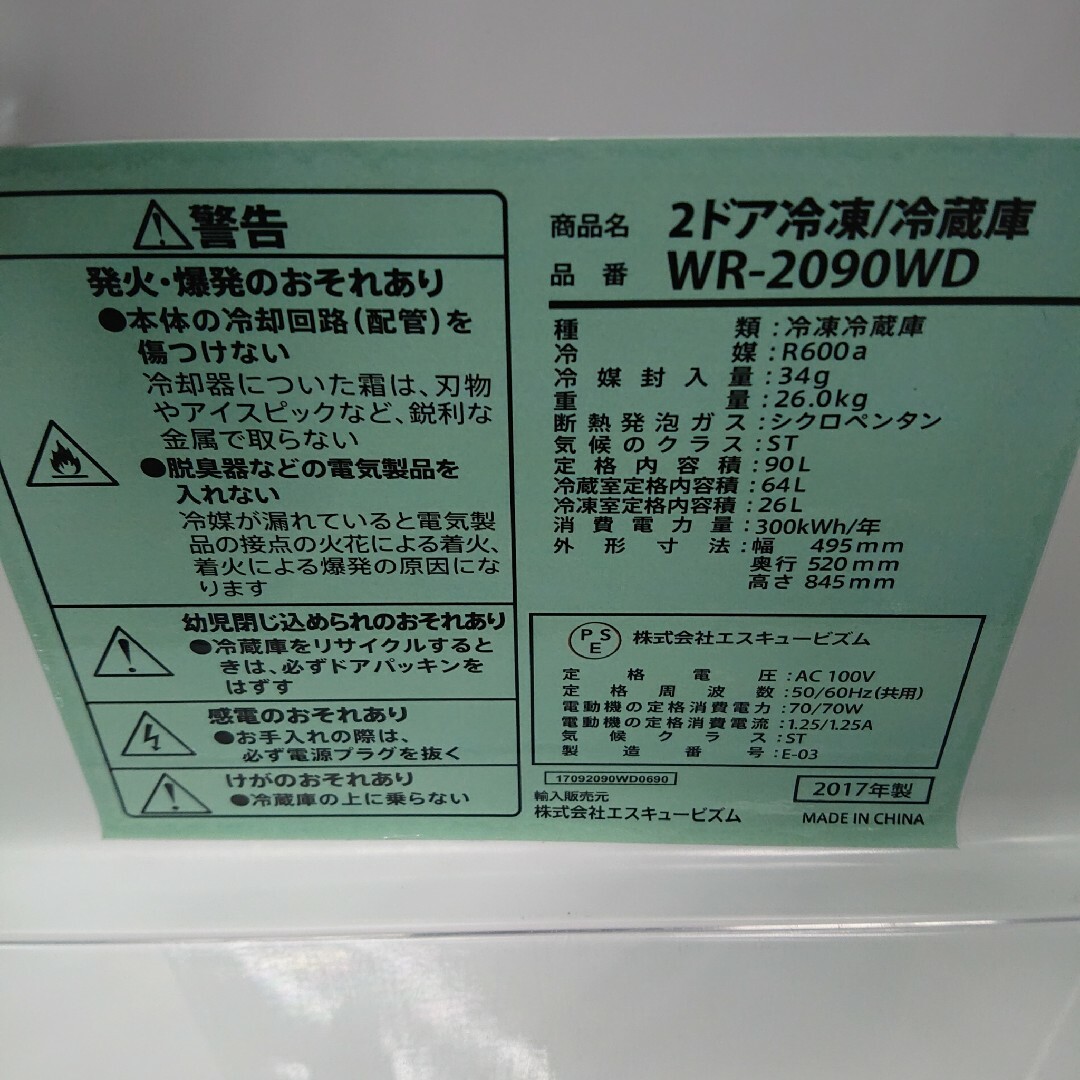 警告
発火・爆発のおそれあり
●本体の冷却回路(配管)を
傷つけない
冷却器についた霜は、刃物
やアイスピックなど、鋭利な
金属で取らない
●脱臭器などの電気製品を
入れない
冷媒が漏れていると電気製
品の接点の火花による着火、
着火による爆発の原因にな
ります
幼児閉じ込められのおそれあり
●冷蔵庫をリサイクルすると
きは、必ずドアパッキンを
はずす
感電のおそれあり
●お手入れの際は、
必ず電源プラグを抜く
けがのおそれあり
●冷蔵庫の上に乗らない
商品名 2ドア冷凍/冷蔵庫
品番 WR-2090WD
種類:冷凍冷蔵庫
冷媒:R600a
冷媒封入量:34g
重量:26.0kg
断熱発泡ガス:シクロペンタン
気候のクラス:ST
定格内容積:90L
冷蔵室定格内容積:64L
冷凍室定格内容積:26L
消費電力量:300kWh/年
外形寸法:幅 495mm
奥行 520mm
高さ 845mm
PSE 株式会社エスキュービズム
定格電圧:AC 100V
定格周波数:50/60Hz(共用)
電動機の定格消費電力:70/70W
電動機の定格消費電流:1.25/1.25A
気候クラス:ST
製造番号:E-03
17092090WD0690
2017年製
輸入販売元
株式会社エスキュービズム
MADE IN CHINA